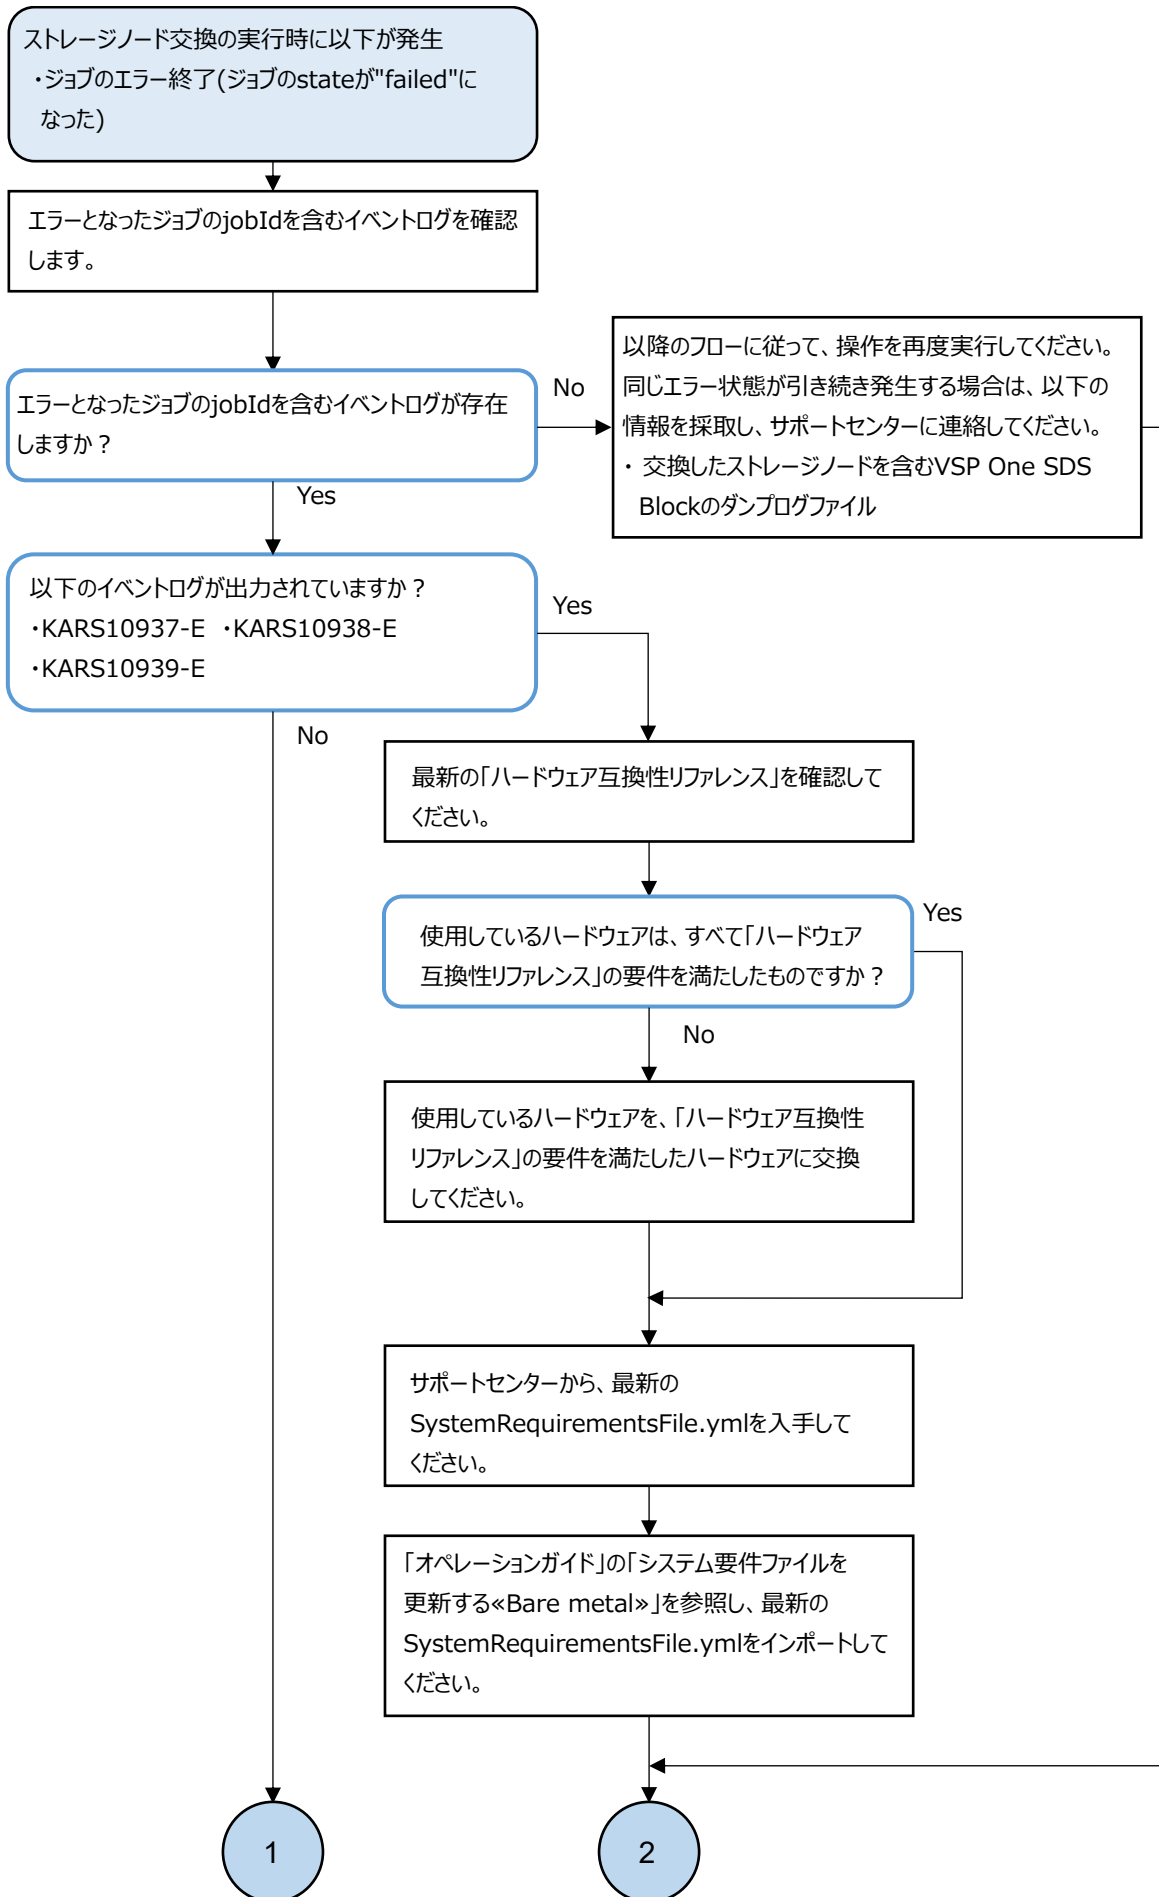 ストレージノード交換の実行時に以下が発生
・ジョブのエラー終了(ジョブのstateが"failed"に
なった)
エラーとなったジョブのjobIdを含むイベントログを確認
します。
エラーとなったジョブのjobIdを含むイベントログが存在
しますか？
No
以降のフローに従って、操作を再度実行してください。
同じエラー状態が引き続き発生する場合は、以下の
情報を採取し、サポートセンターに連絡してください。
・ 交換したストレージノードを含むVSP One SDS
Blockのダンプログファイル
Yes
以下のイベントログが出力されていますか？
・KARS10937-E ・KARS10938-E
・KARS10939-E
Yes
No
最新の「ハードウェア互換性リファレンス」を確認して
ください。
使用しているハードウェアは、すべて「ハードウェア
互換性リファレンス」の要件を満たしたものですか？
Yes
No
使用しているハードウェアを、「ハードウェア互換性
リファレンス」の要件を満たしたハードウェアに交換
してください。
サポートセンターから、最新の
SystemRequirementsFile.ymlを入手して
ください。
「オペレーションガイド」の「システム要件ファイルを
更新する«Bare metal»」を参照し、最新の
SystemRequirementsFile.ymlをインポートして
ください。
1
2